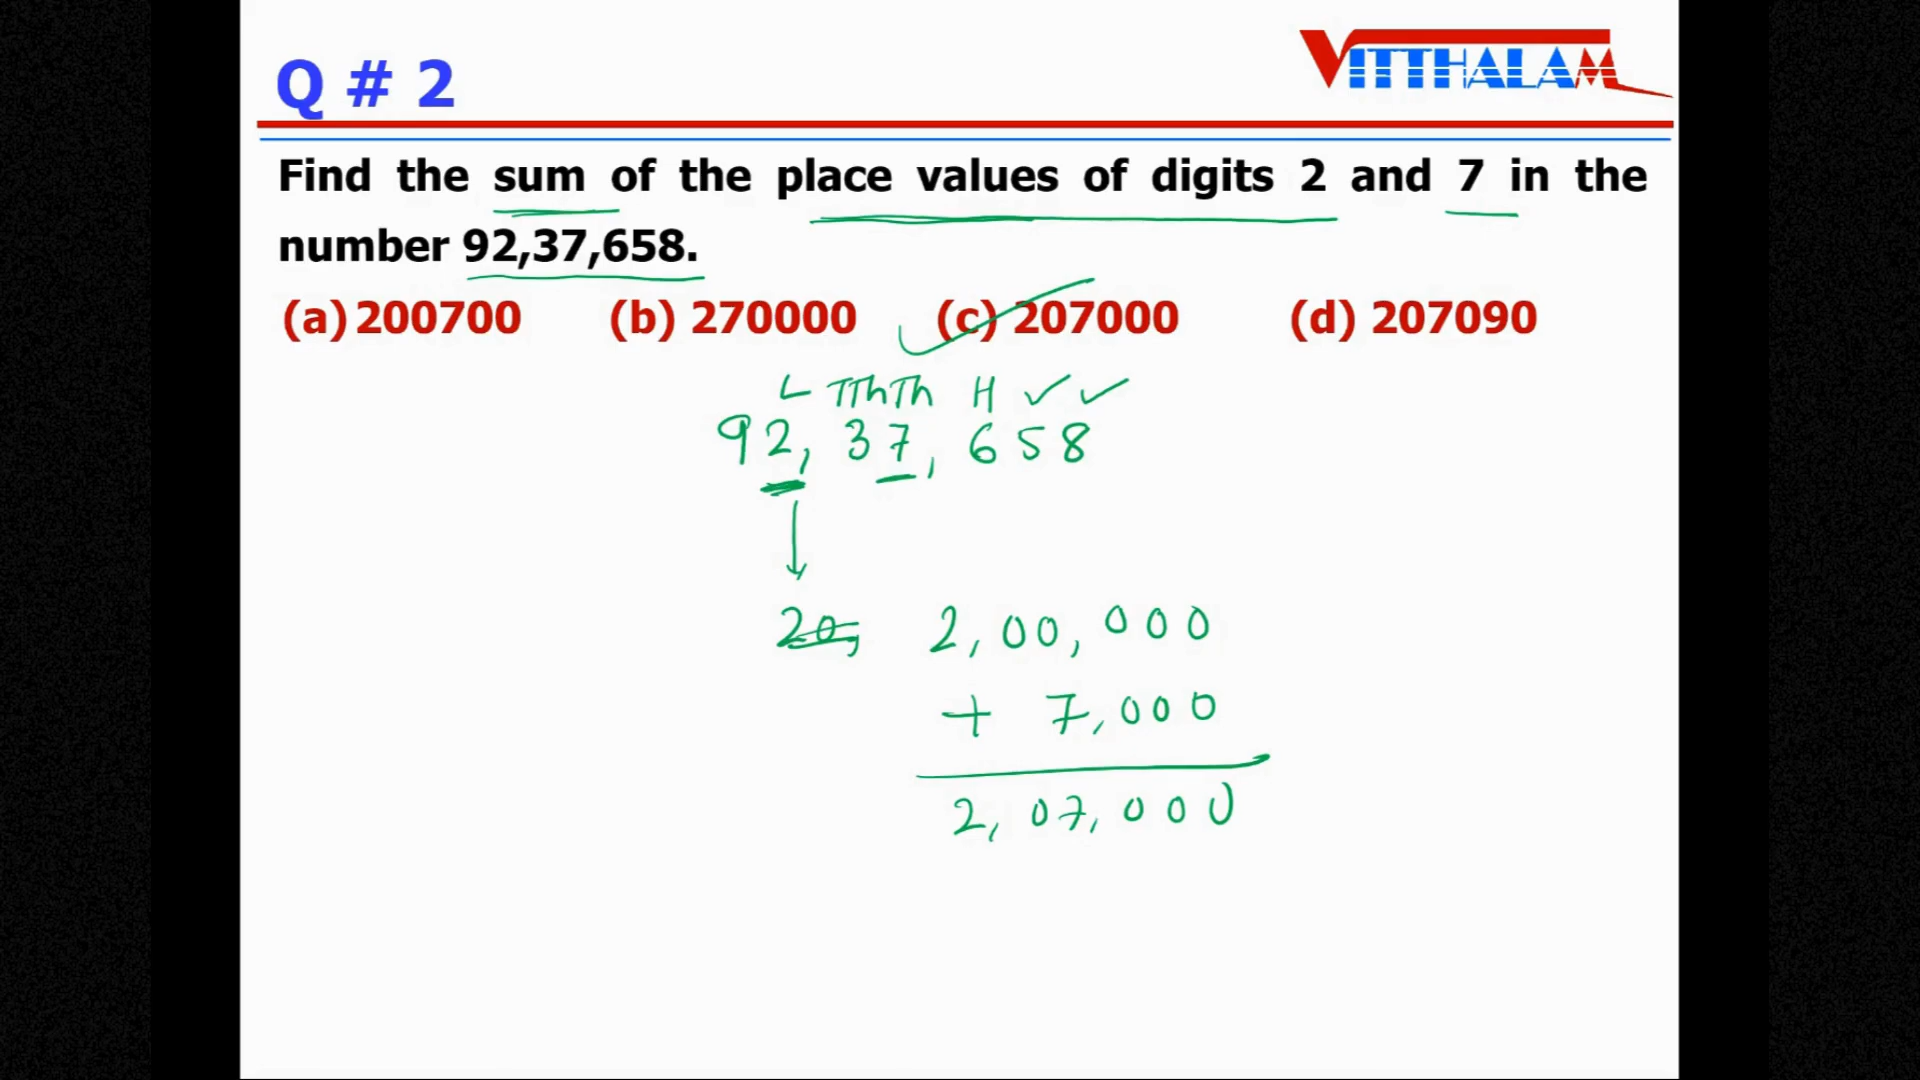 Q # 2
VITTHALAM
Find the sum of the place values of digits 2 and 7 in the
number 92,37,658.
(a) 200700 (b) 270000 (c) 207000 (d) 207090
L TTh Th H ✓ ✓
92, 37, 658
20, 2,00,000
+ 7,000
2,07,000